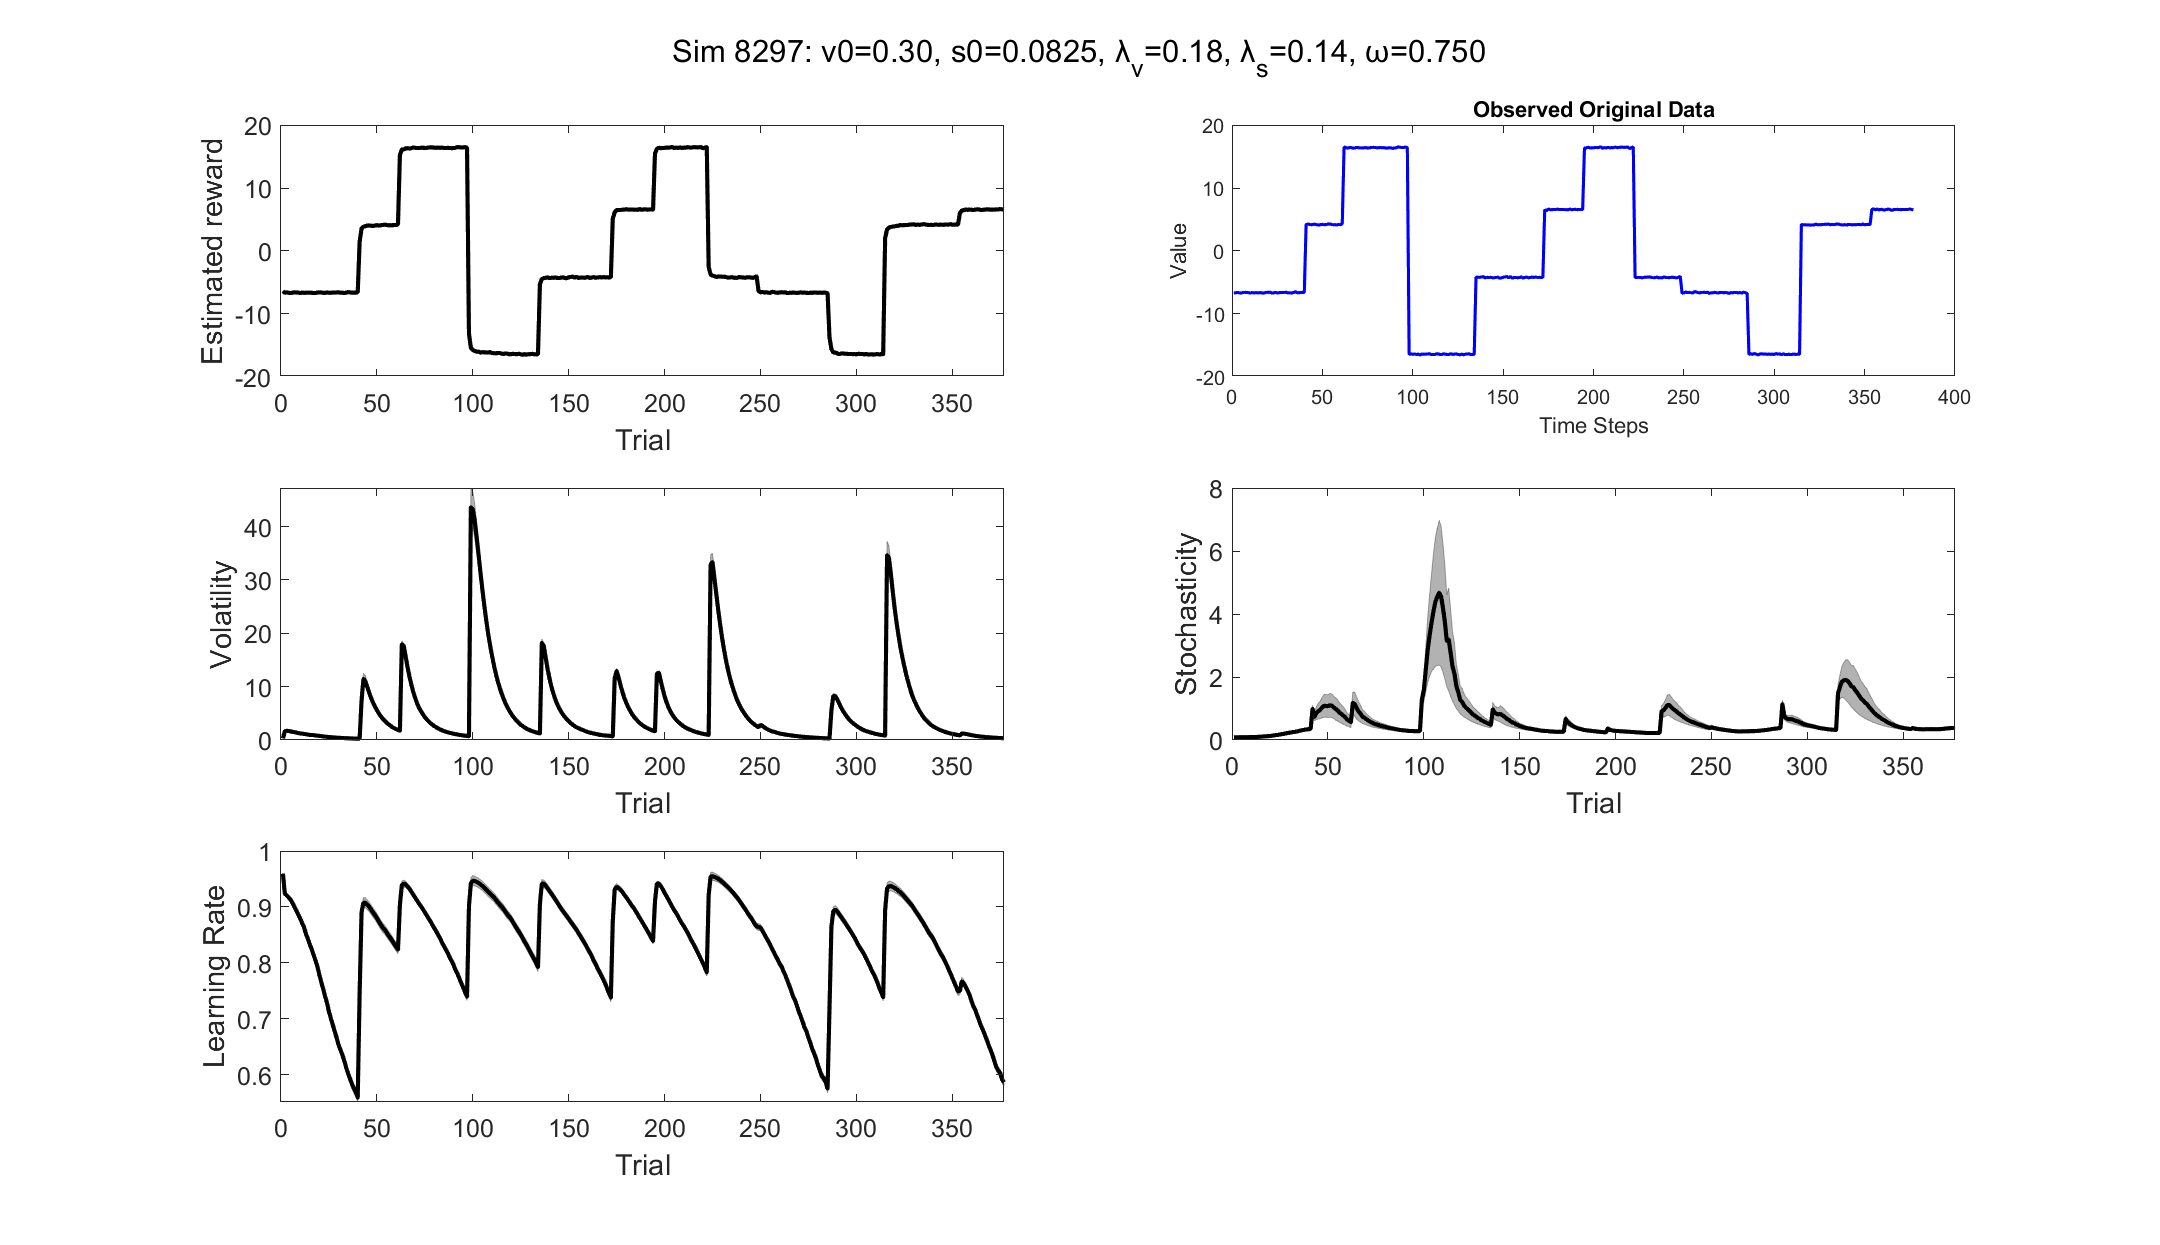 Sim 8297: v0=0.30, s0=0.0825, λ_v=0.18, λ_s=0.14, ω=0.750
20
10
0
-10
-20
Estimated reward
0 50 100 150 200 250 300 350
Trial
Observed Original Data
20
10
0
-10
-20
Value
0 50 100 150 200 250 300 350 400
Time Steps
40
30
20
10
0
Volatility
0 50 100 150 200 250 300 350
Trial
8
6
4
2
0
Stochasticity
0 50 100 150 200 250 300 350
Trial
1
0.9
0.8
0.7
0.6
Learning Rate
0 50 100 150 200 250 300 350
Trial